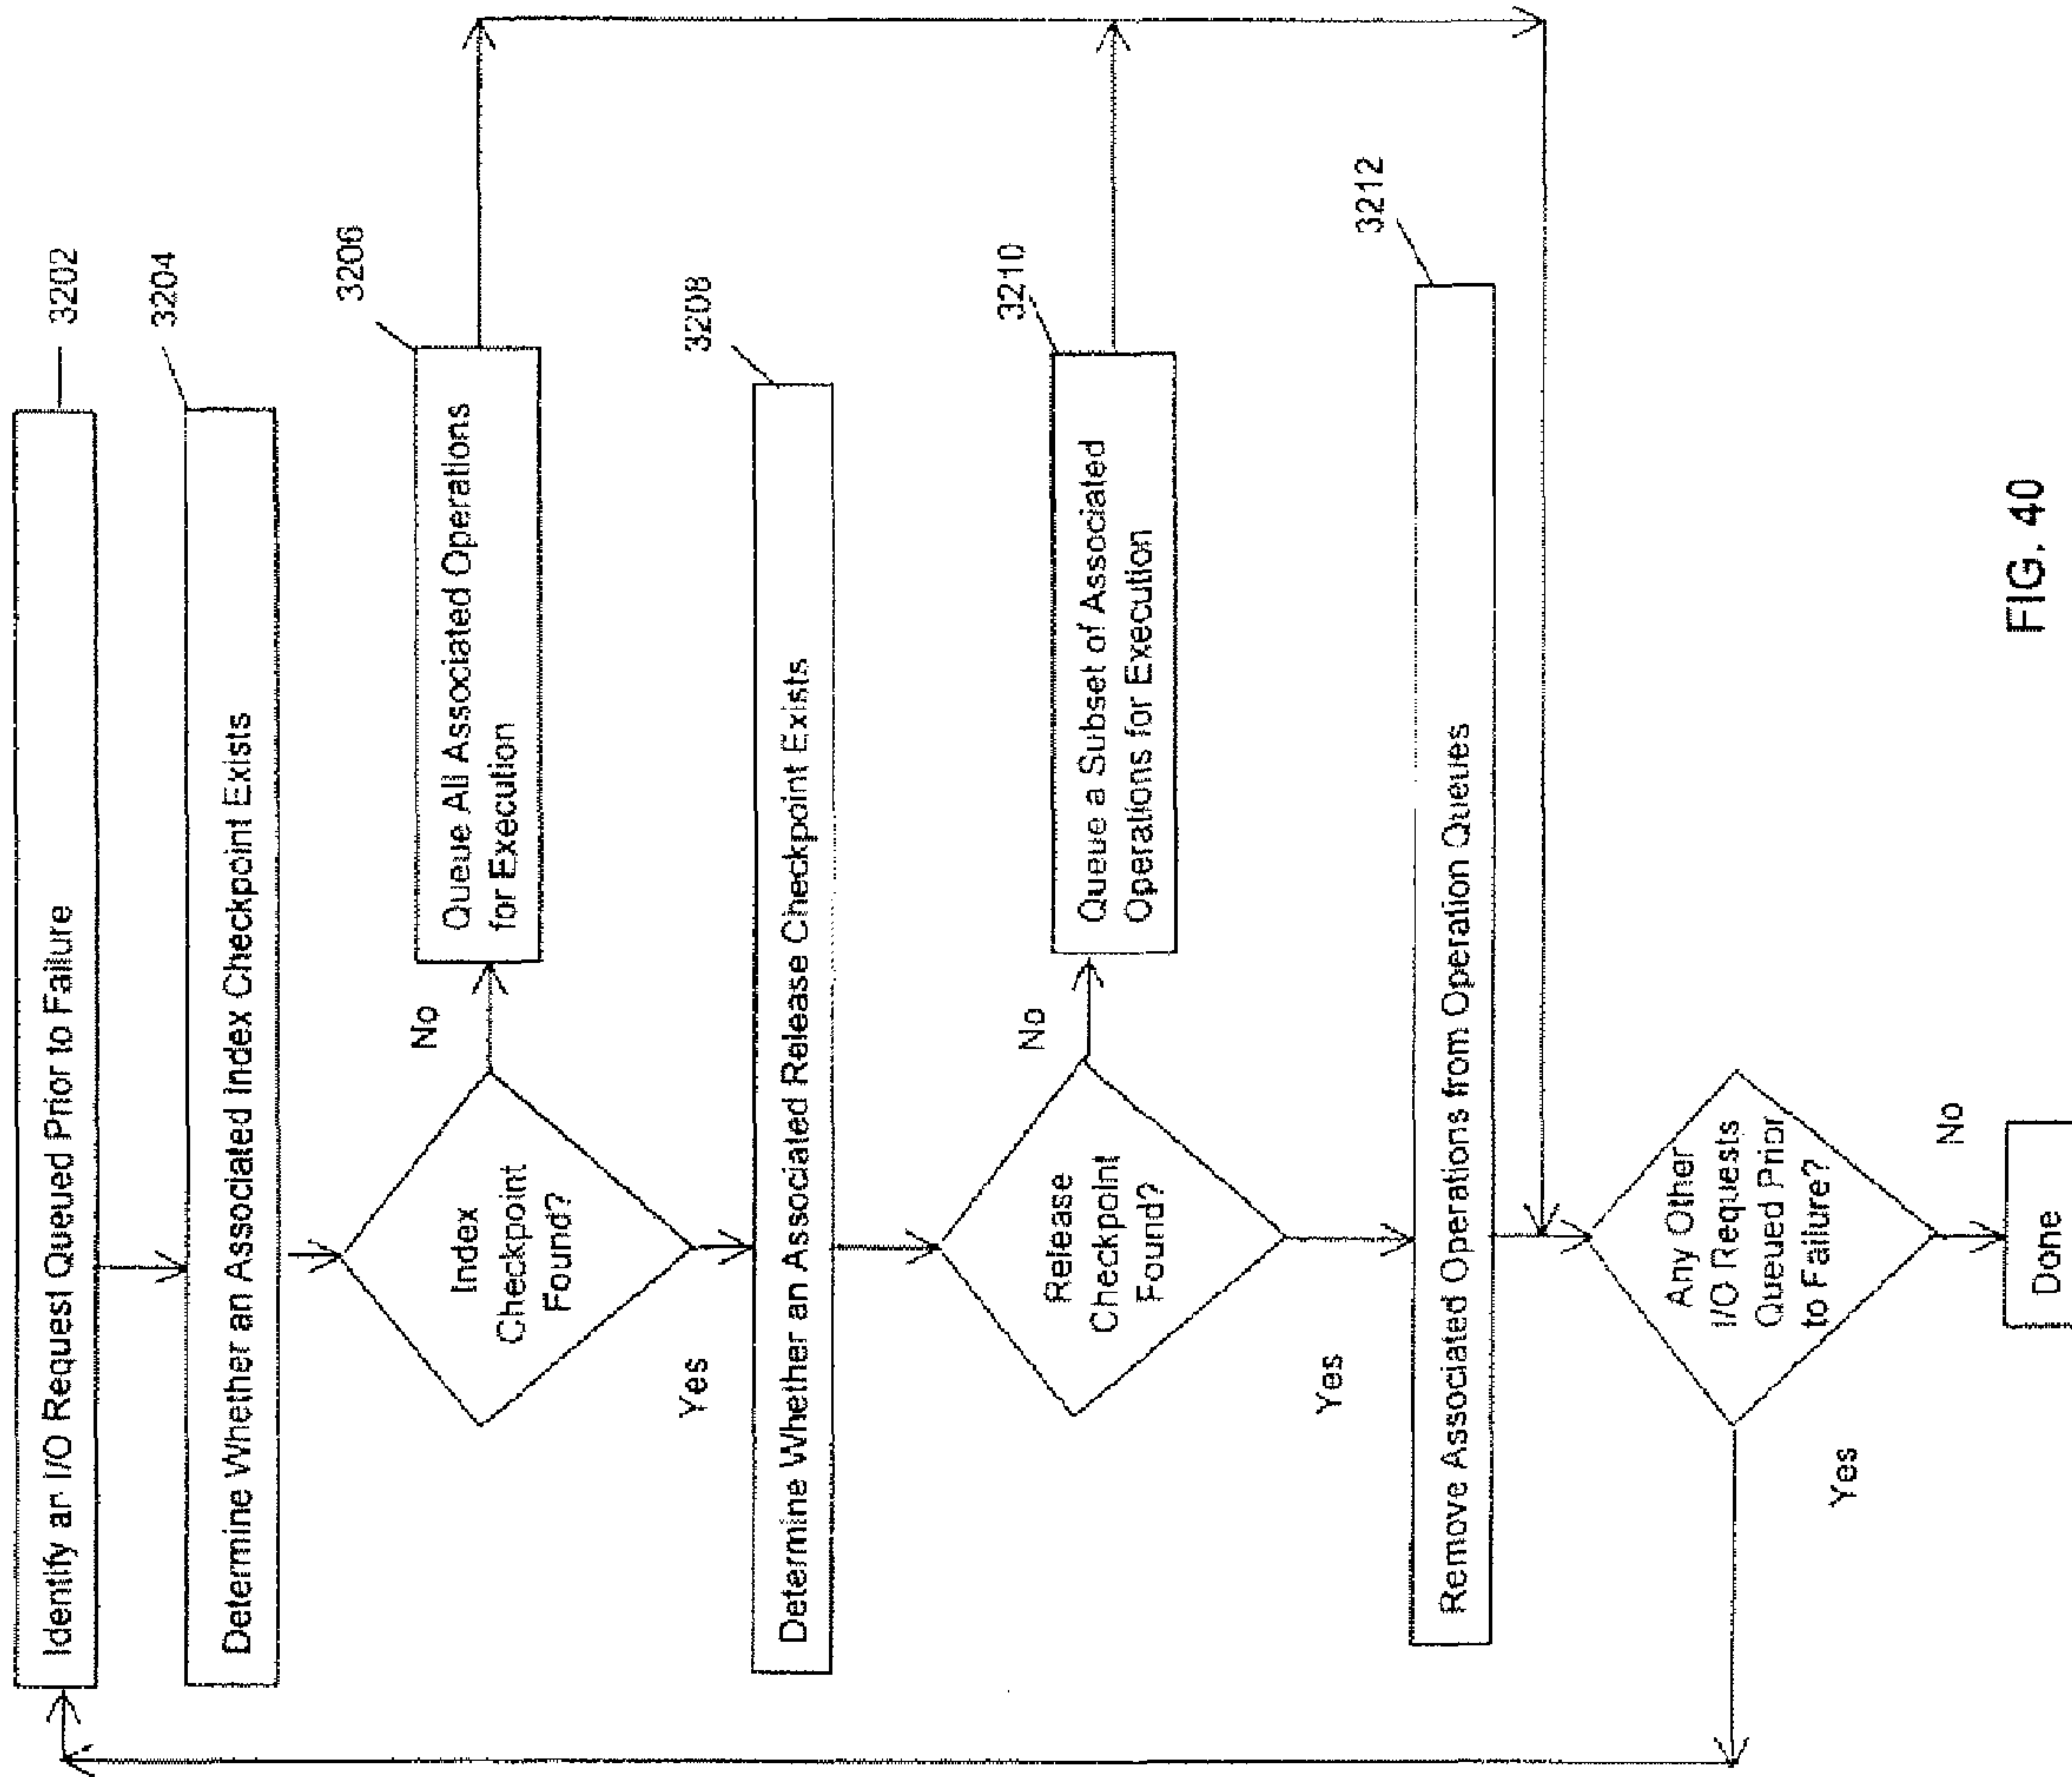 Identify an I/O Request Queued Prior to Failure
3202
Determine Whether an Associated Index Checkpoint Exists
3204
Index
Checkpoint
Found?
No
Queue All Associated Operations
for Execution
3206
Yes
Determine Whether an Associated Release Checkpoint Exists
3208
Release
Checkpoint
Found?
No
Queue a Subset of Associated
Operations for Execution
3210
Yes
Remove Associated Operations from Operation Queues
3212
Any Other
I/O Requests
Queued Prior
to Failure?
Yes
No
Done
FIG. 40